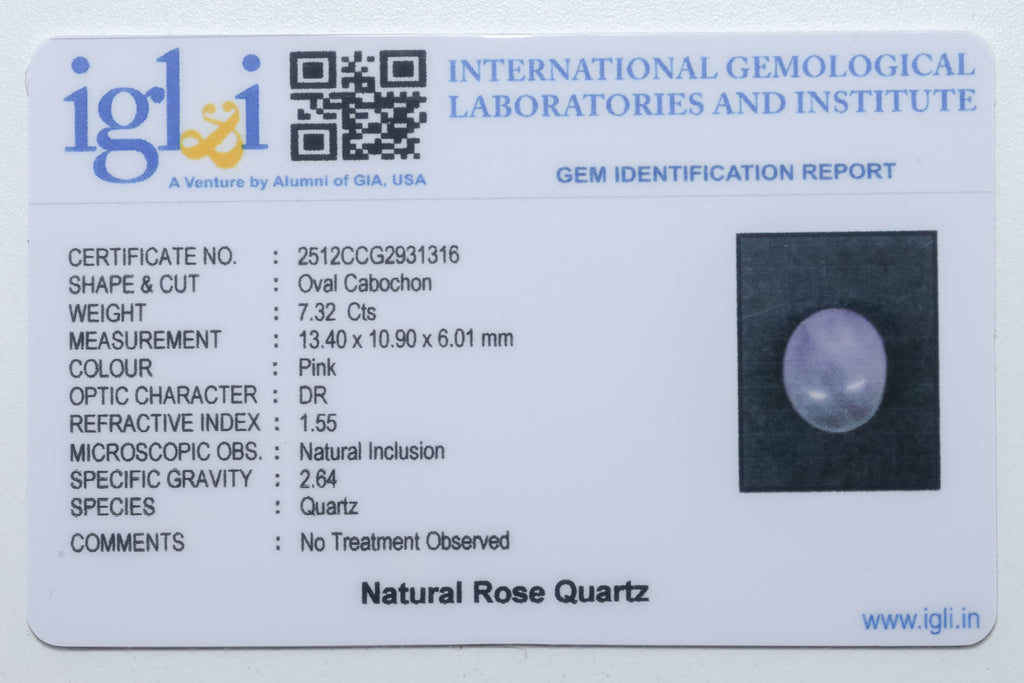 igl&i
INTERNATIONAL GEMOLOGICAL
LABORATORIES AND INSTITUTE
A Venture by Alumni of GIA, USA
GEM IDENTIFICATION REPORT
CERTIFICATE NO. : 2512CCG2931316
SHAPE & CUT : Oval Cabochon
WEIGHT : 7.32 Cts
MEASUREMENT : 13.40 x 10.90 x 6.01 mm
COLOUR : Pink
OPTIC CHARACTER : DR
REFRACTIVE INDEX : 1.55
MICROSCOPIC OBS. : Natural Inclusion
SPECIFIC GRAVITY : 2.64
SPECIES : Quartz
COMMENTS : No Treatment Observed
Natural Rose Quartz
www.igli.in